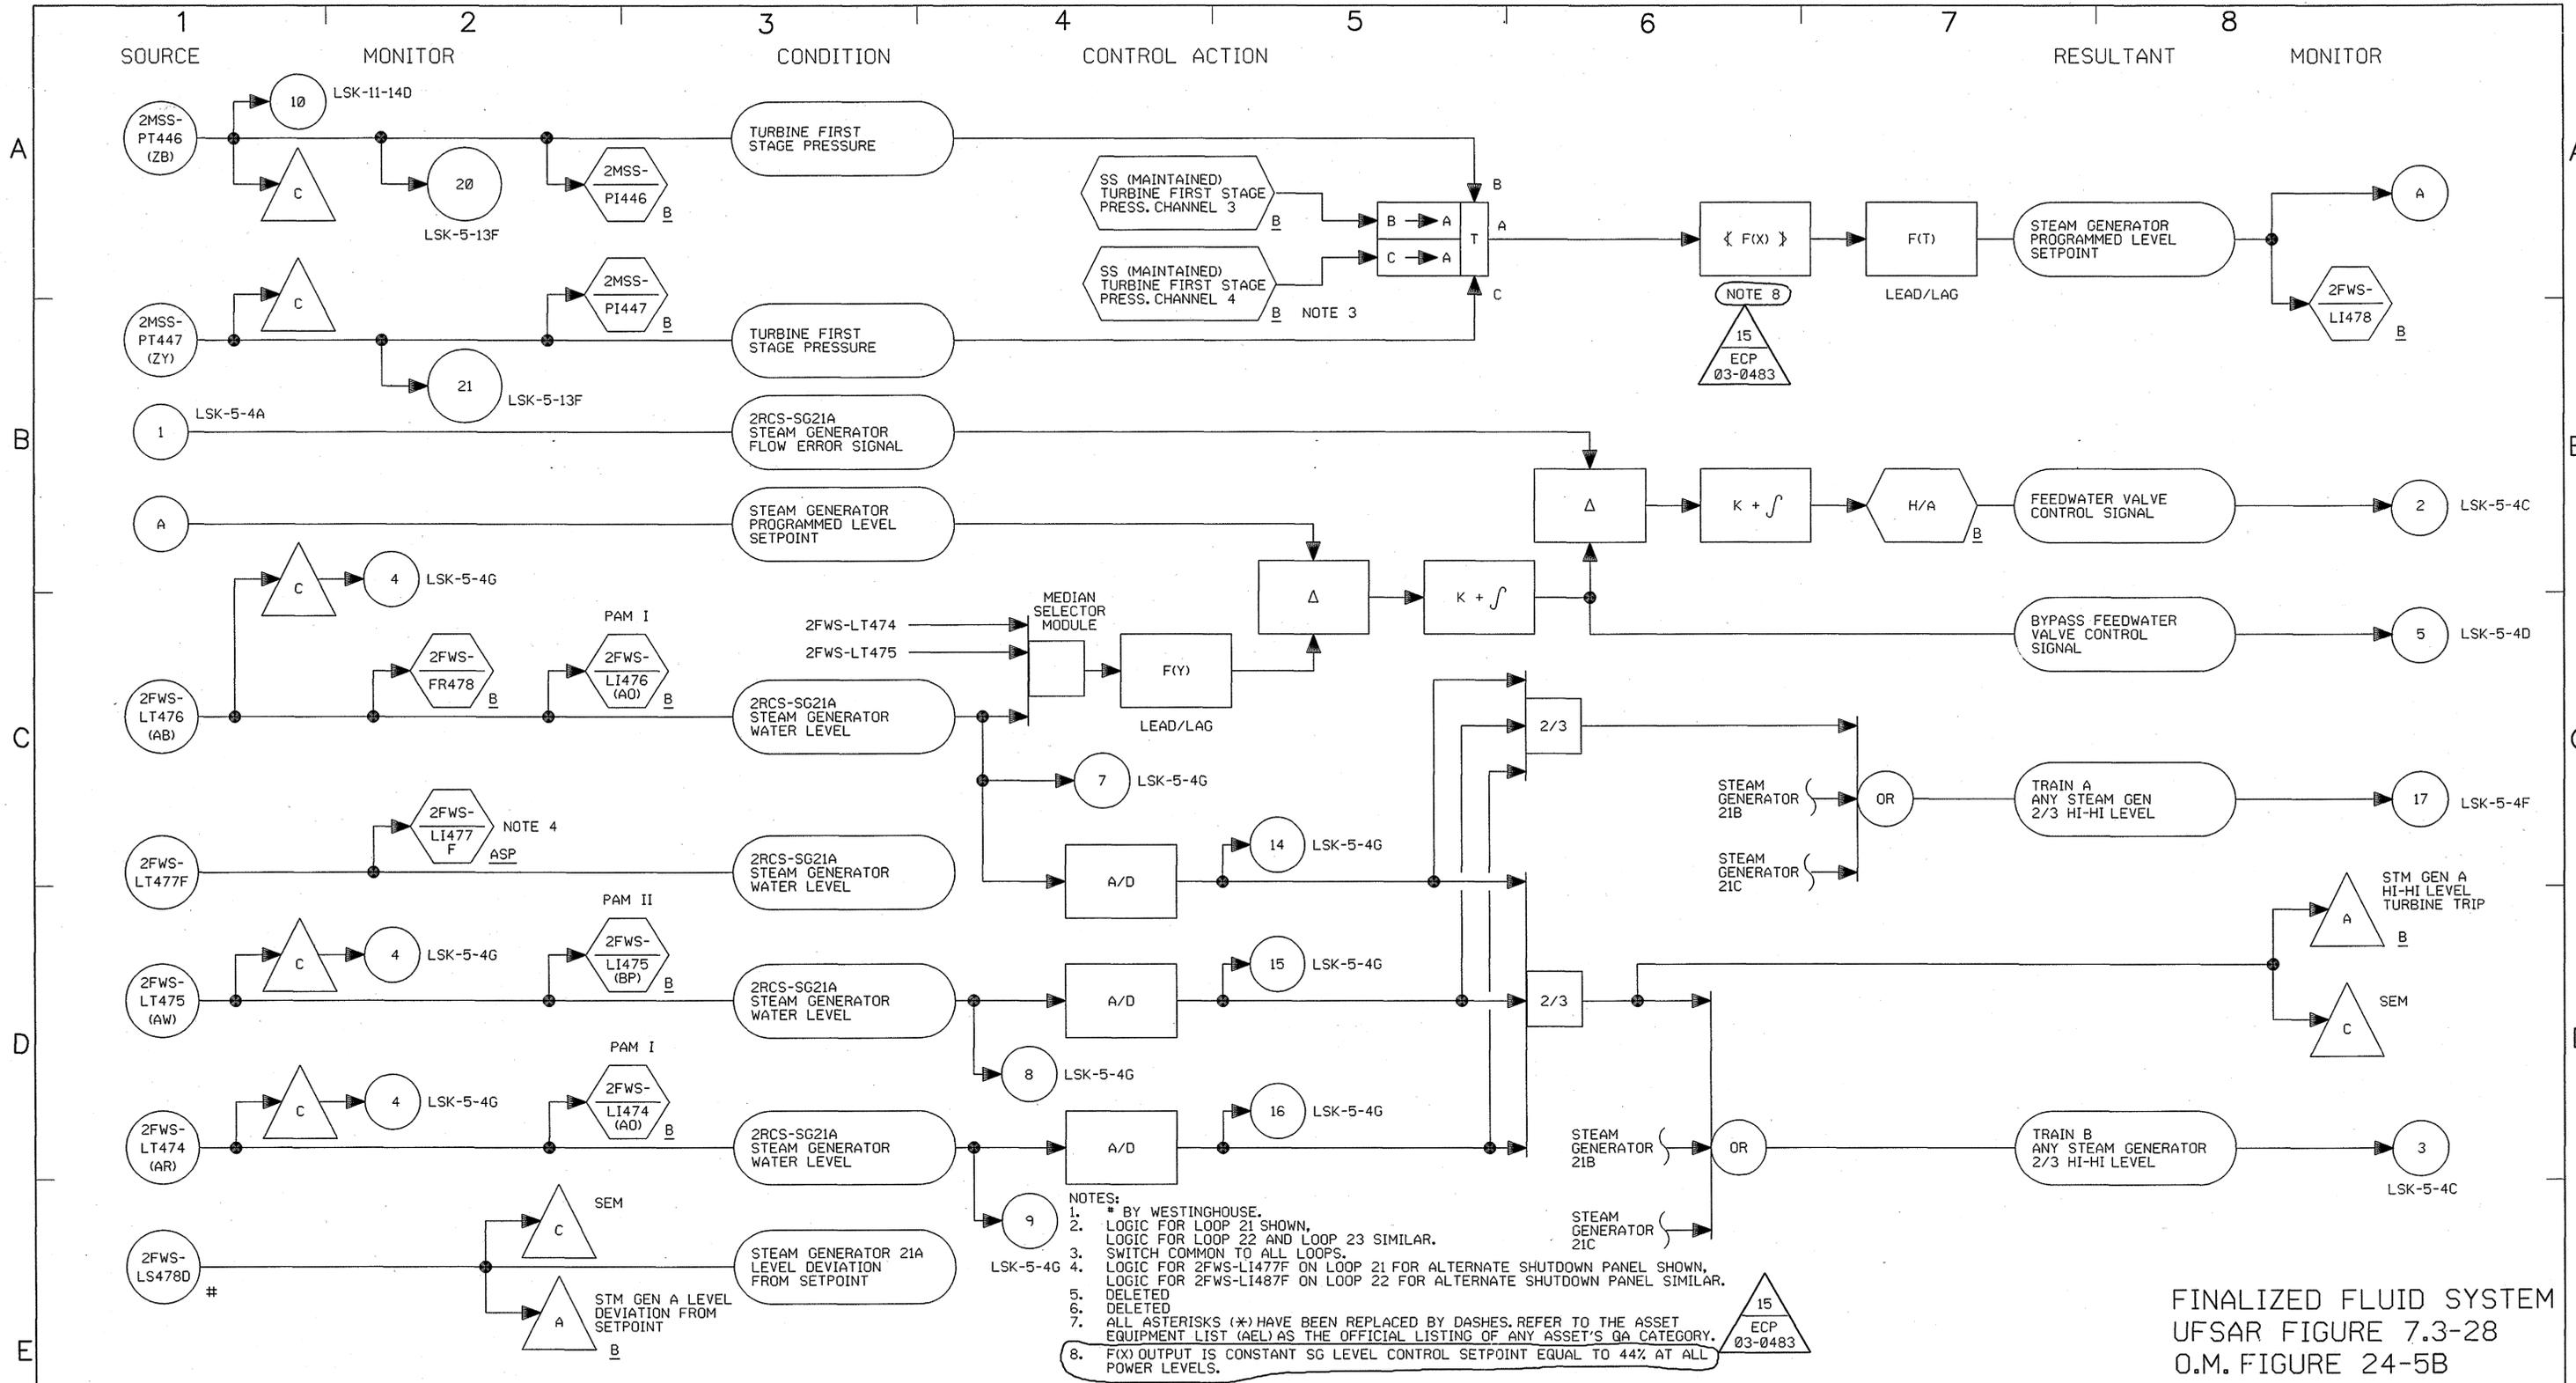 1 2 3 4 5 6 7 8
SOURCE MONITOR CONDITION CONTROL ACTION RESULTANT MONITOR
A
2MSS-
PT446
(ZB)
10
LSK-11-14D
C
20
LSK-5-13F
2MSS-
PI446
B
TURBINE FIRST
STAGE PRESSURE
SS (MAINTAINED)
TURBINE FIRST STAGE
PRESS. CHANNEL 3
B
SS (MAINTAINED)
TURBINE FIRST STAGE
PRESS. CHANNEL 4
B NOTE 3
B
B A
C A
T
A
C
F(X)
NOTE 8
15
ECP
03-0483
F(T)
LEAD/LAG
STEAM GENERATOR
PROGRAMMED LEVEL
SETPOINT
A
2FWS-
LI478
B
2MSS-
PT447
(ZY)
C
21
LSK-5-13F
2MSS-
PI447
B
TURBINE FIRST
STAGE PRESSURE
B
1
LSK-5-4A
2RCS-SG21A
STEAM GENERATOR
FLOW ERROR SIGNAL
Δ
K + ∫
H/A
B
FEEDWATER VALVE
CONTROL SIGNAL
2
LSK-5-4C
A
STEAM GENERATOR
PROGRAMMED LEVEL
SETPOINT
Δ
K + ∫
BYPASS FEEDWATER
VALVE CONTROL
SIGNAL
5
LSK-5-4D
C
4
LSK-5-4G
C
2FWS-
LT476
(AB)
2FWS-
FR478
B
PAM I
2FWS-
LI476
(AO)
B
2RCS-SG21A
STEAM GENERATOR
WATER LEVEL
2FWS-LT474
2FWS-LT475
MEDIAN
SELECTOR
MODULE
F(Y)
LEAD/LAG
7
LSK-5-4G
2/3
STEAM
GENERATOR
21B
STEAM
GENERATOR
21C
OR
TRAIN A
ANY STEAM GEN
2/3 HI-HI LEVEL
17
LSK-5-4F
2FWS-
LT477F
2FWS-
LI477
F
NOTE 4
ASP
2RCS-SG21A
STEAM GENERATOR
WATER LEVEL
A/D
14
LSK-5-4G
D
2FWS-
LT475
(AW)
C
4
LSK-5-4G
PAM II
2FWS-
LI475
(BP)
B
2RCS-SG21A
STEAM GENERATOR
WATER LEVEL
8
LSK-5-4G
A/D
15
LSK-5-4G
2/3
A
STM GEN A
HI-HI LEVEL
TURBINE TRIP
B
C
SEM
2FWS-
LT474
(AR)
C
4
LSK-5-4G
PAM I
2FWS-
LI474
(AO)
B
2RCS-SG21A
STEAM GENERATOR
WATER LEVEL
9
LSK-5-4G
A/D
16
LSK-5-4G
STEAM
GENERATOR
21B
STEAM
GENERATOR
21C
OR
TRAIN B
ANY STEAM GENERATOR
2/3 HI-HI LEVEL
3
LSK-5-4C
E
2FWS-
LS478D
#
C
SEM
A
STM GEN A LEVEL
DEVIATION FROM
SETPOINT
B
STEAM GENERATOR 21A
LEVEL DEVIATION
FROM SETPOINT
NOTES:
1. # BY WESTINGHOUSE.
2. LOGIC FOR LOOP 21 SHOWN,
LOGIC FOR LOOP 22 AND LOOP 23 SIMILAR.
3. SWITCH COMMON TO ALL LOOPS.
4. LOGIC FOR 2FWS-LI477F ON LOOP 21 FOR ALTERNATE SHUTDOWN PANEL SHOWN,
LOGIC FOR 2FWS-LI487F ON LOOP 22 FOR ALTERNATE SHUTDOWN PANEL SIMILAR.
5. DELETED
6. DELETED
7. ALL ASTERISKS (*) HAVE BEEN REPLACED BY DASHES. REFER TO THE ASSET
EQUIPMENT LIST (AEL) AS THE OFFICIAL LISTING OF ANY ASSET'S QA CATEGORY.
8. F(X) OUTPUT IS CONSTANT SG LEVEL CONTROL SETPOINT EQUAL TO 44% AT ALL
POWER LEVELS.
15
ECP
03-0483
FINALIZED FLUID SYSTEM
UFSAR FIGURE 7.3-28
O.M. FIGURE 24-5B